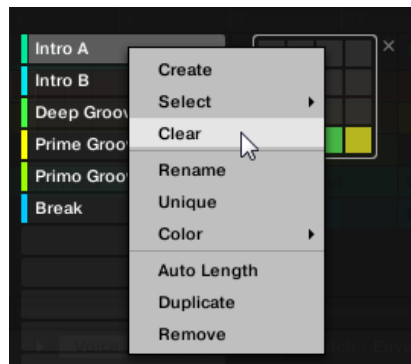 Intro A
Intro B
Deep Groov
Prime Groo
Primo Groo
Break
Create
Select
Clear
Rename
Unique
Color
Auto Length
Duplicate
Remove
Voice